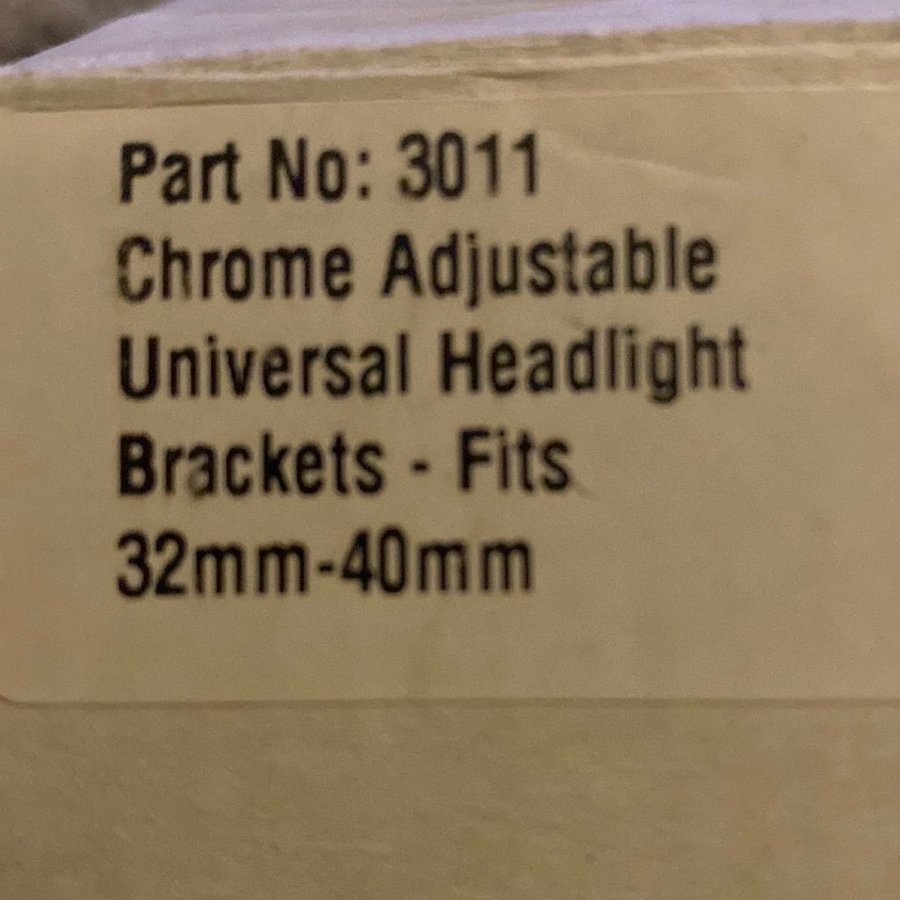 Part No: 3011
Chrome Adjustable
Universal Headlight
Brackets - Fits
32mm-40mm